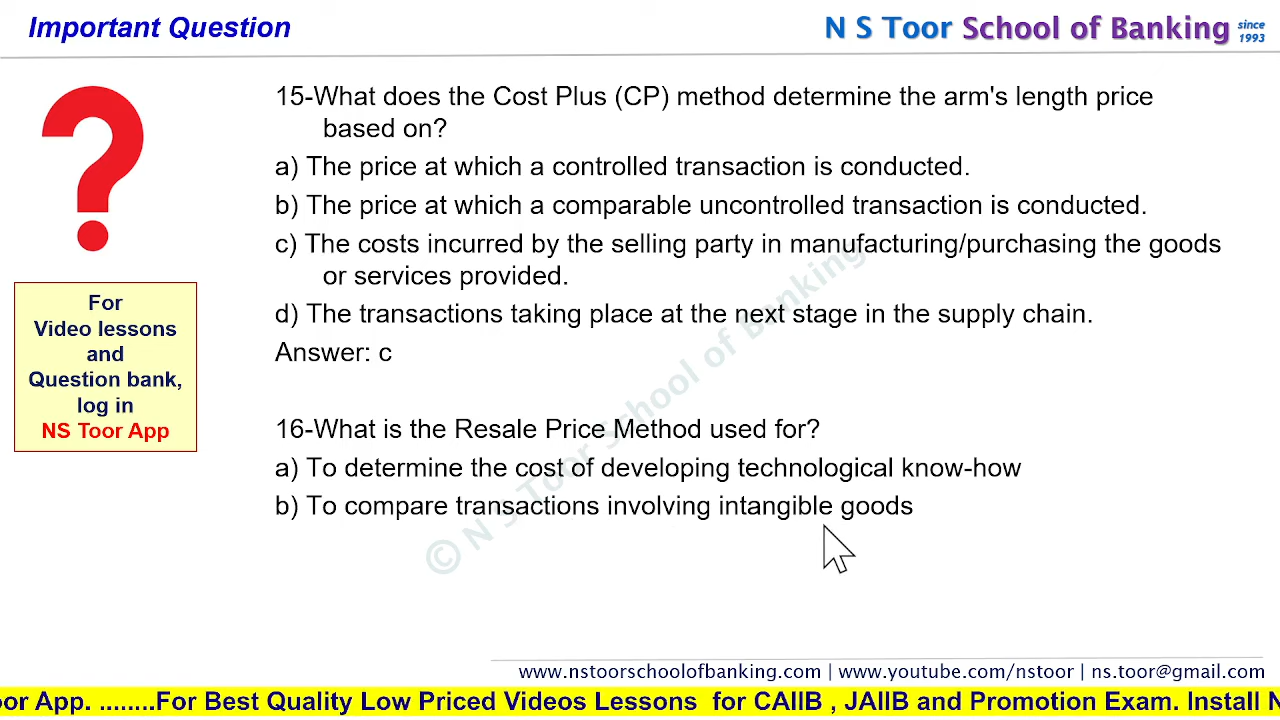 Important Question
N S Toor School of Banking since 1993
15-What does the Cost Plus (CP) method determine the arm's length price
based on?
a) The price at which a controlled transaction is conducted.
b) The price at which a comparable uncontrolled transaction is conducted.
c) The costs incurred by the selling party in manufacturing/purchasing the goods
or services provided.
d) The transactions taking place at the next stage in the supply chain.
Answer: c
16-What is the Resale Price Method used for?
a) To determine the cost of developing technological know-how
b) To compare transactions involving intangible goods
For
Video lessons
and
Question bank,
log in
NS Toor App
© N S Toor School of Banking
www.nstoorschoolofbanking.com | www.youtube.com/nstoor | ns.toor@gmail.com
oor App. ........For Best Quality Low Priced Videos Lessons for CAIIB , JAIIB and Promotion Exam. Install N